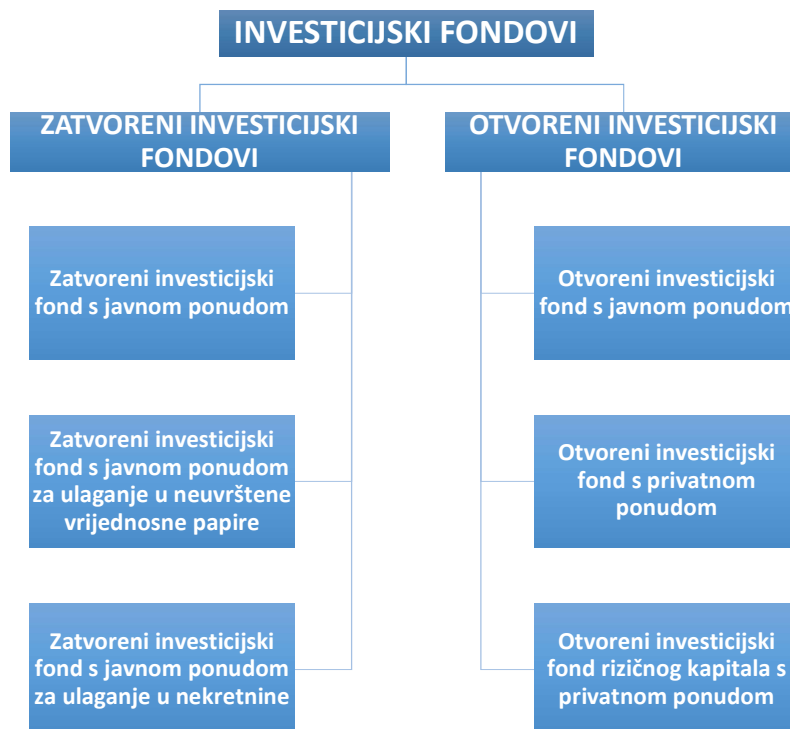 INVESTICIJSKI FONDOVI
ZATVORENI INVESTICIJSKI
FONDOVI
OTVORENI INVESTICIJSKI
FONDOVI
Zatvoreni investicijski
fond s javnom ponudom
Zatvoreni investicijski
fond s javnom ponudom
za ulaganje u neuvrštene
vrijednosne papire
Zatvoreni investicijski
fond s javnom ponudom
za ulaganje u nekretnine
Otvoreni investicijski
fond s javnom ponudom
Otvoreni investicijski
fond s privatnom
ponudom
Otvoreni investicijski
fond rizičnog kapitala s
privatnom ponudom